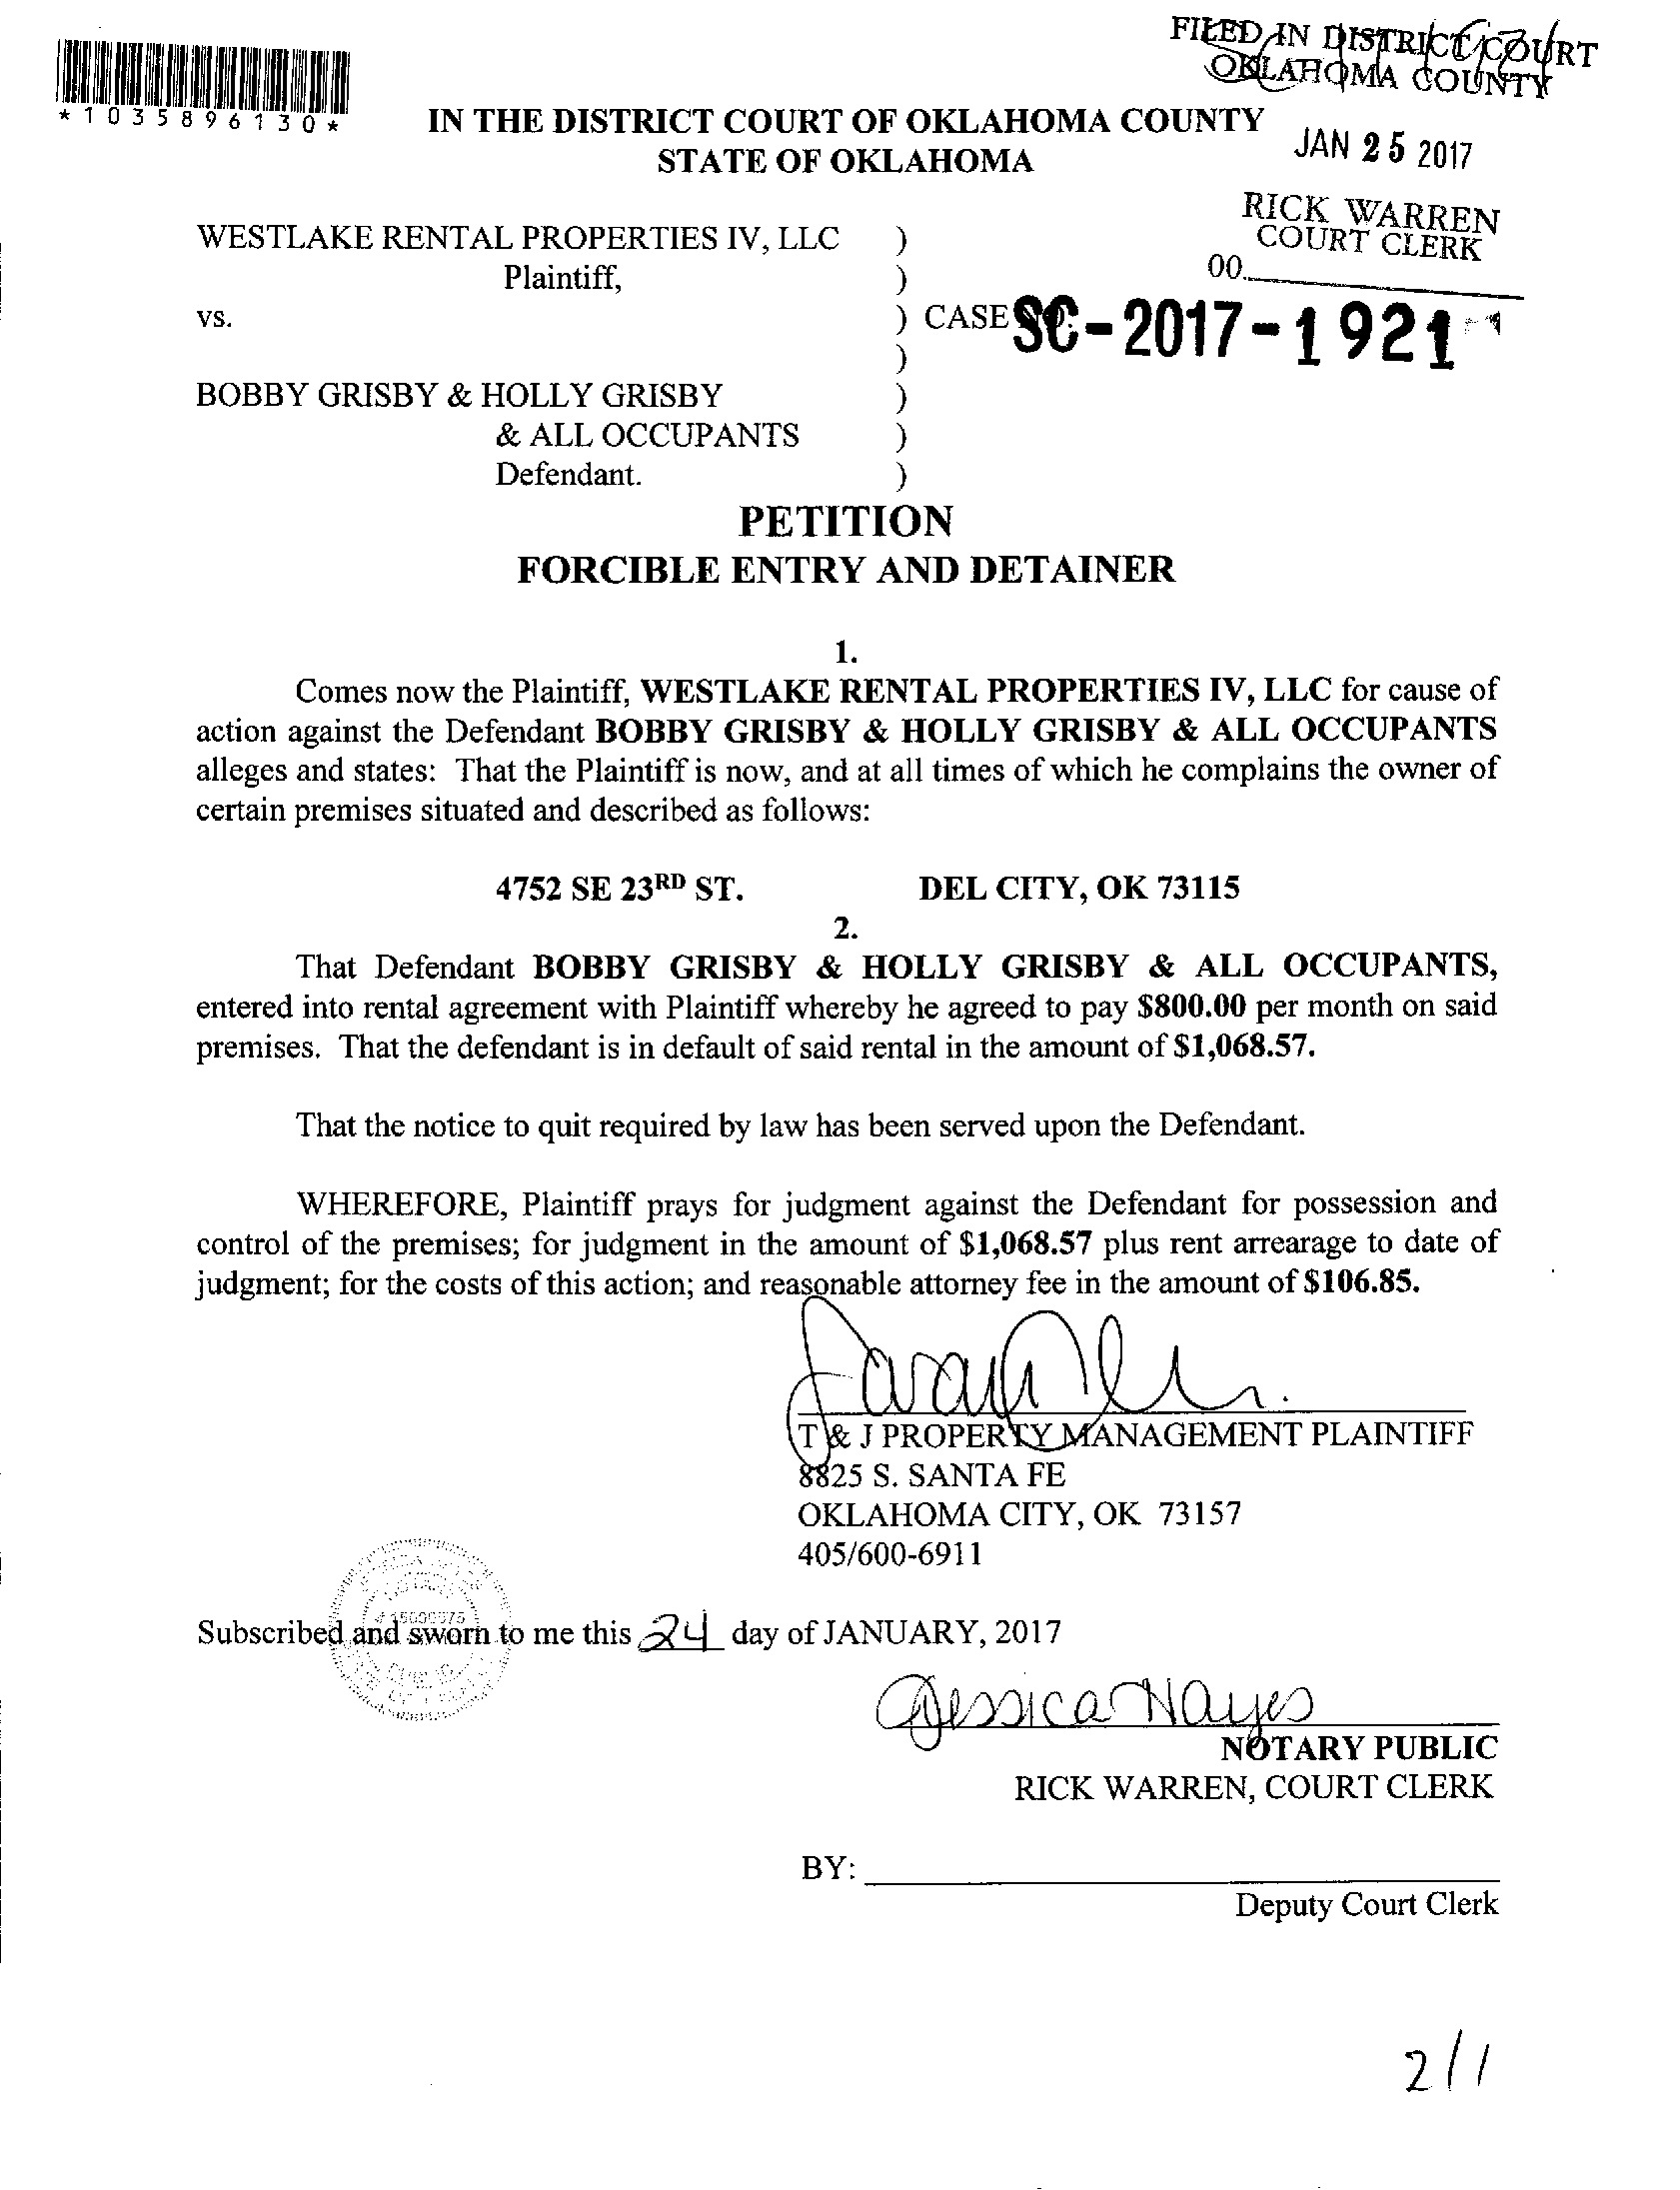 FILED IN DISTRICT COURT
OKLAHOMA COUNTY
*1035896130*
IN THE DISTRICT COURT OF OKLAHOMA COUNTY
STATE OF OKLAHOMA
JAN 25 2017
RICK WARREN
COURT CLERK
00
WESTLAKE RENTAL PROPERTIES IV, LLC )
Plaintiff, )
vs. ) CASE NO. SC-2017-1921
)
BOBBY GRISBY & HOLLY GRISBY )
& ALL OCCUPANTS )
Defendant. )
PETITION
FORCIBLE ENTRY AND DETAINER
1.
Comes now the Plaintiff, WESTLAKE RENTAL PROPERTIES IV, LLC for cause of
action against the Defendant BOBBY GRISBY & HOLLY GRISBY & ALL OCCUPANTS
alleges and states: That the Plaintiff is now, and at all times of which he complains the owner of
certain premises situated and described as follows:
4752 SE 23RD ST. DEL CITY, OK 73115
2.
That Defendant BOBBY GRISBY & HOLLY GRISBY & ALL OCCUPANTS,
entered into rental agreement with Plaintiff whereby he agreed to pay $800.00 per month on said
premises. That the defendant is in default of said rental in the amount of $1,068.57.
That the notice to quit required by law has been served upon the Defendant.
WHEREFORE, Plaintiff prays for judgment against the Defendant for possession and
control of the premises; for judgment in the amount of $1,068.57 plus rent arrearage to date of
judgment; for the costs of this action; and reasonable attorney fee in the amount of $106.85.
T & J PROPERTY MANAGEMENT PLAINTIFF
8825 S. SANTA FE
OKLAHOMA CITY, OK 73157
405/600-6911
Subscribed and sworn to me this 24 day of JANUARY, 2017
Jessica Hayes
NOTARY PUBLIC
RICK WARREN, COURT CLERK
BY:
Deputy Court Clerk
2/1